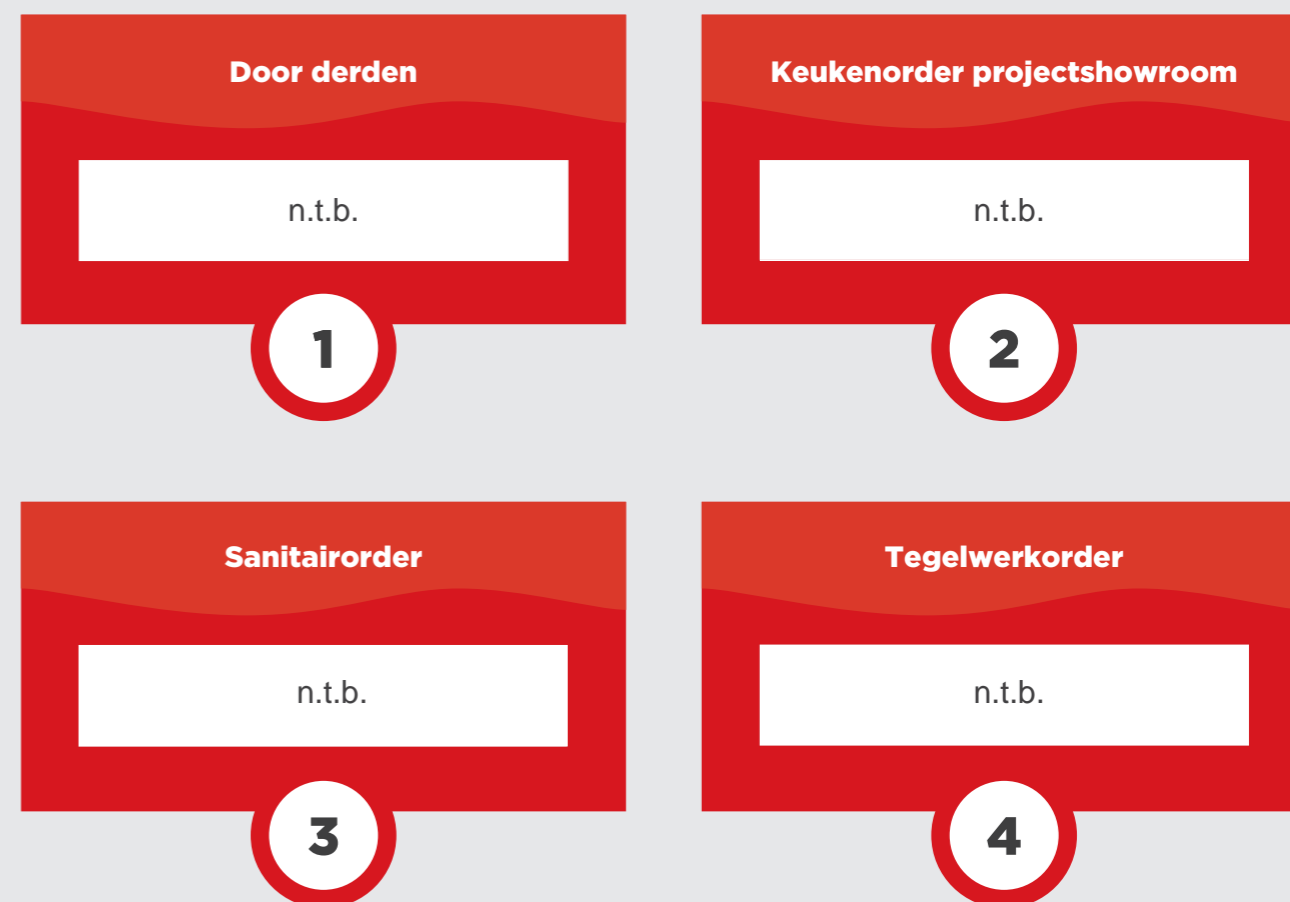 Door derden
n.t.b.
1
Keukenorder projectshowroom
n.t.b.
2
Sanitairorder
n.t.b.
3
Tegelwerkorder
n.t.b.
4